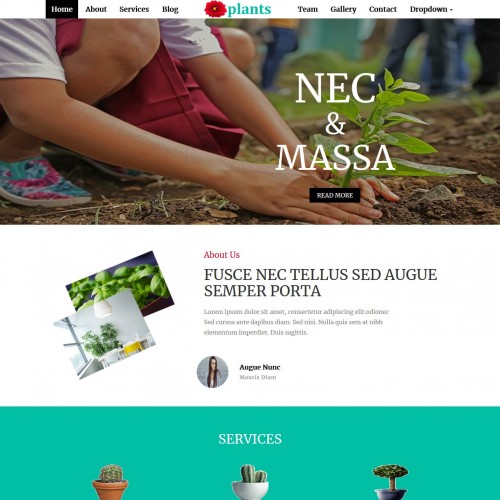 Home About Services Blog plants Team Gallery Contact Dropdown
NEC
&
MASSA
READ MORE
About Us
FUSCE NEC TELLUS SED AUGUE
SEMPER PORTA
Lorem ipsum dolor sit amet, consectetur adipiscing elit odioner.
Sed cursus ante dapibus diam. Sed nisi. Nulla quis sem at nibh
elementum imperdiet. Duis sagittis.
Augue Nunc
Mauris Diam
SERVICES